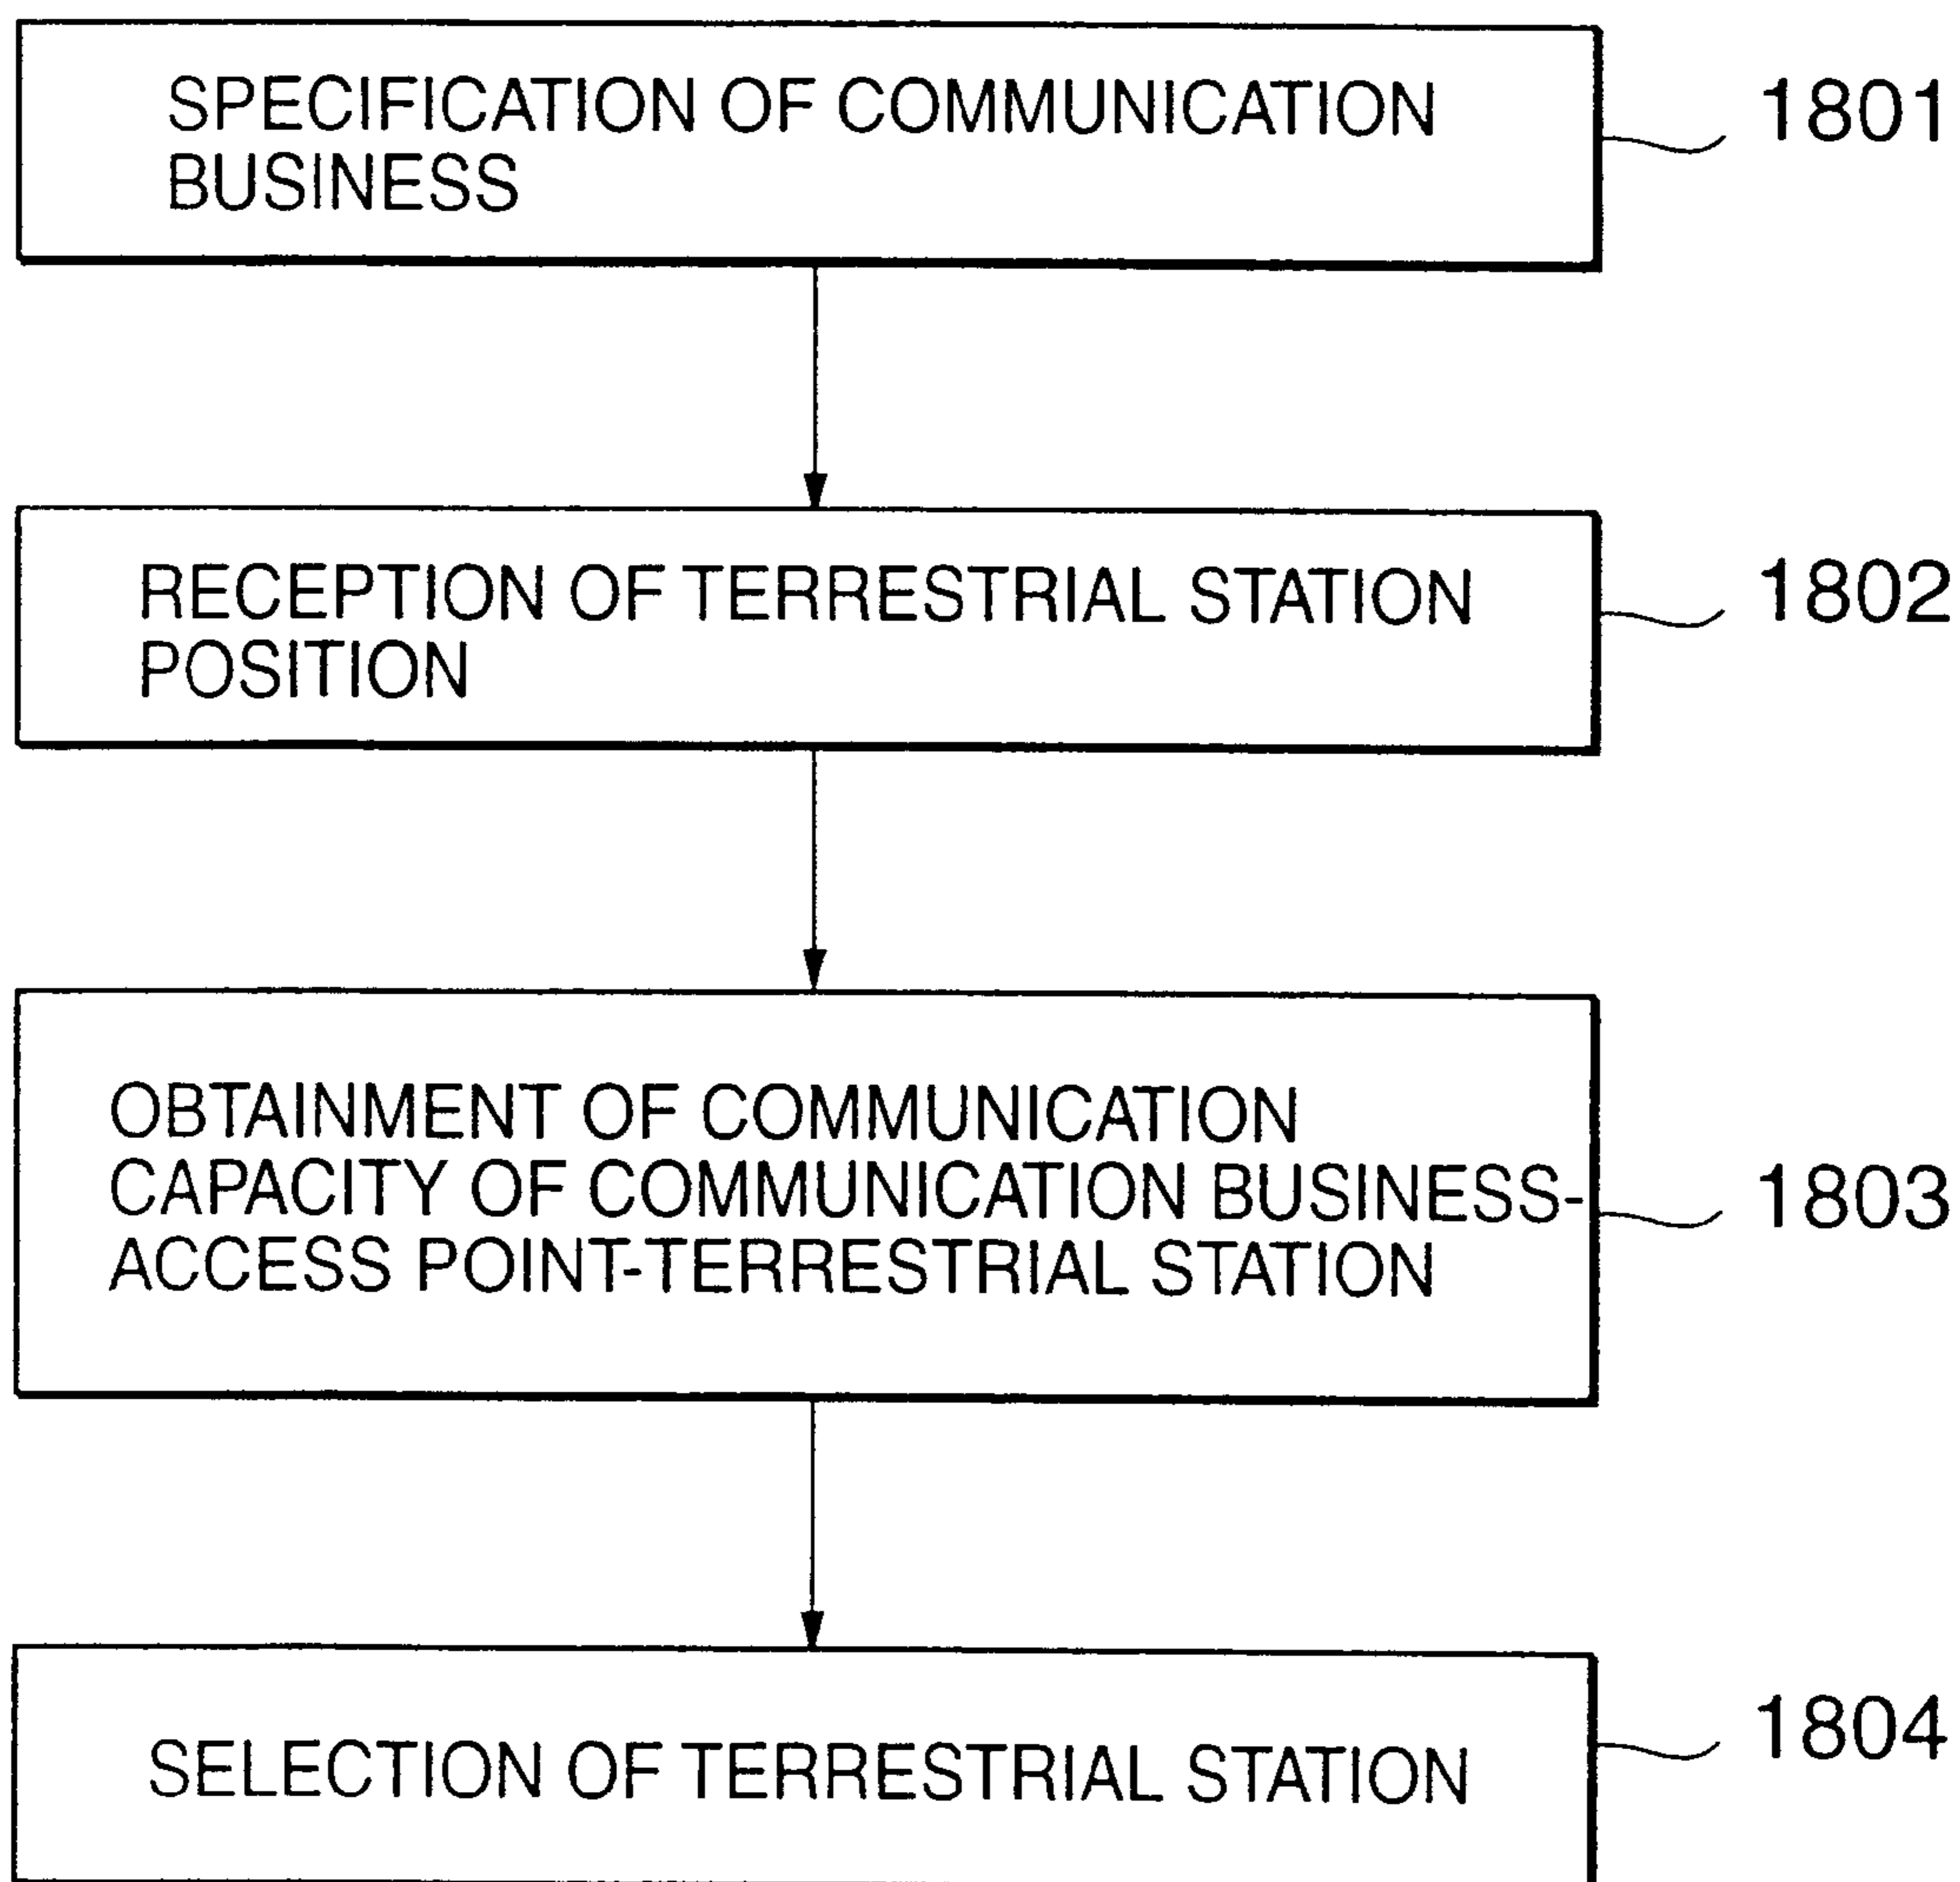 SPECIFICATION OF COMMUNICATION
BUSINESS
1801
RECEPTION OF TERRESTRIAL STATION
POSITION
1802
OBTAINMENT OF COMMUNICATION
CAPACITY OF COMMUNICATION BUSINESS-
ACCESS POINT-TERRESTRIAL STATION
1803
SELECTION OF TERRESTRIAL STATION
1804